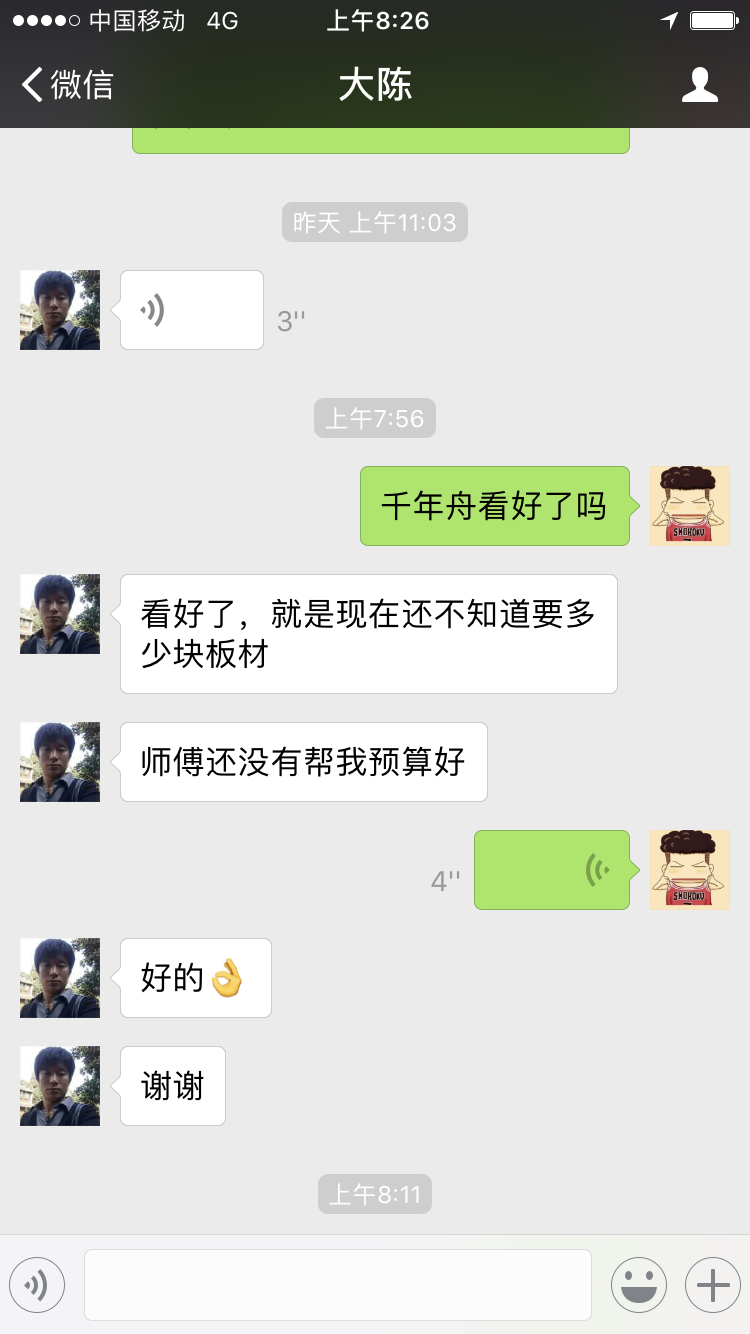 中国移动 4G 上午8:26
微信 大陈
昨天 上午11:03
3''
上午7:56
千年舟看好了吗
SHOHOKU
看好了，就是现在还不知道要多
少块板材
师傅还没有帮我预算好
4''
SHOHOKU
好的👌
谢谢
上午8:11